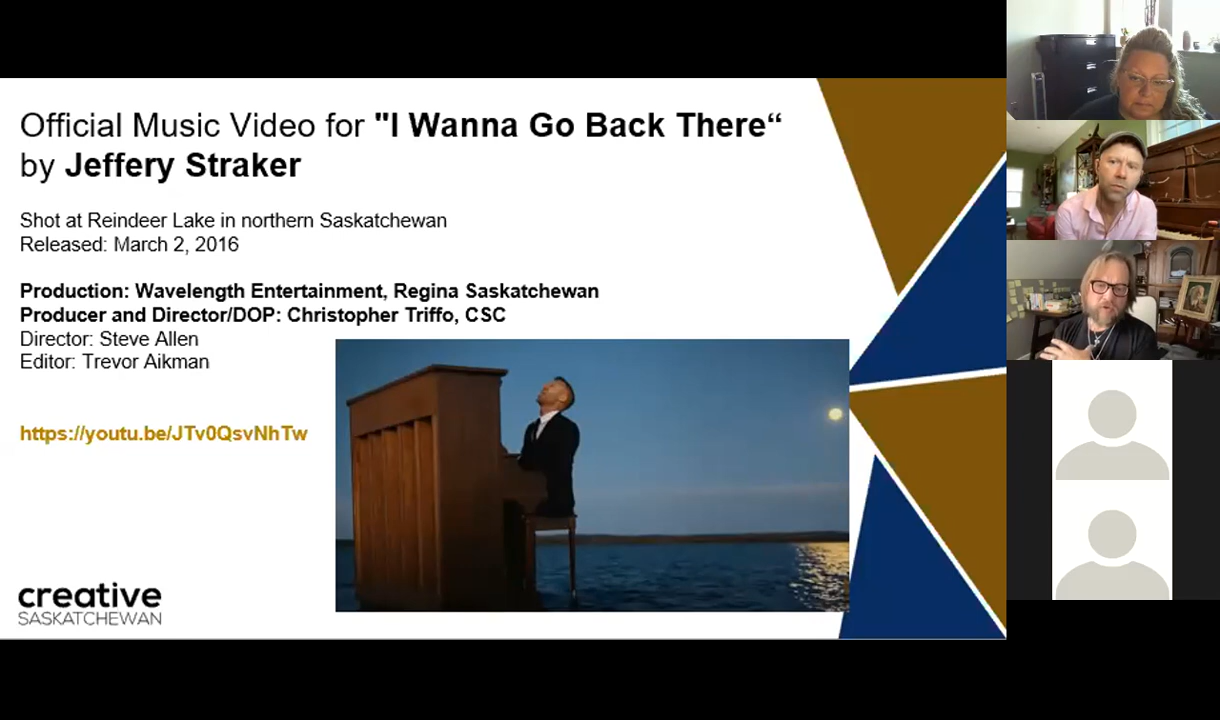 Official Music Video for "I Wanna Go Back There“
by Jeffery Straker
Shot at Reindeer Lake in northern Saskatchewan
Released: March 2, 2016
Production: Wavelength Entertainment, Regina Saskatchewan
Producer and Director/DOP: Christopher Triffo, CSC
Director: Steve Allen
Editor: Trevor Aikman
https://youtu.be/JTv0QsvNhTw
creative
SASKATCHEWAN